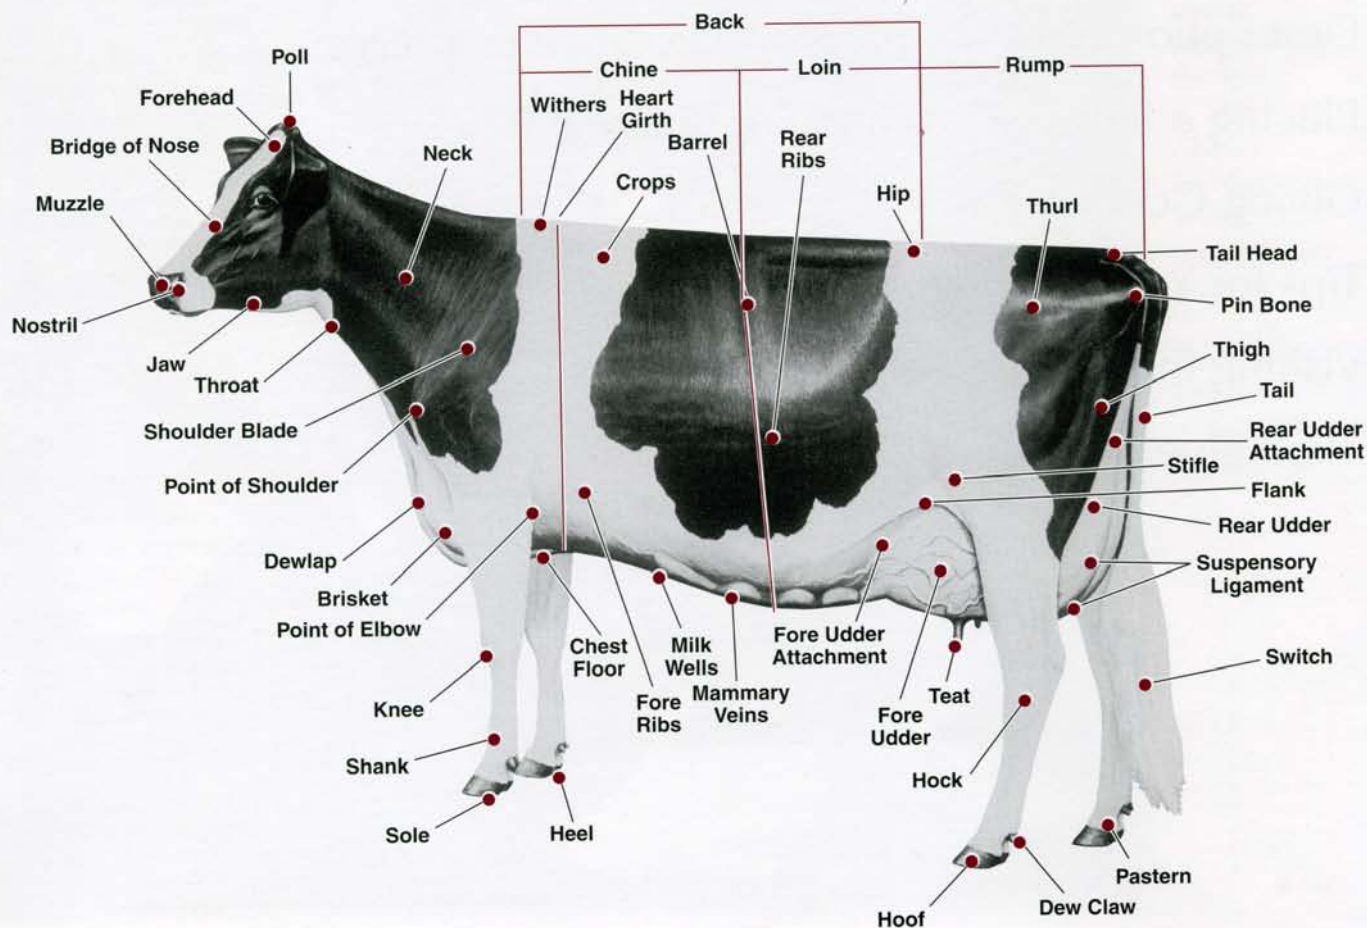 Back
Chine
Loin
Rump
Poll
Forehead
Bridge of Nose
Muzzle
Nostril
Jaw
Throat
Neck
Withers
Heart
Girth
Crops
Barrel
Rear
Ribs
Hip
Thurl
Tail Head
Pin Bone
Thigh
Tail
Rear Udder
Attachment
Stifle
Flank
Rear Udder
Suspensory
Ligament
Switch
Shoulder Blade
Point of Shoulder
Dewlap
Brisket
Point of Elbow
Knee
Shank
Sole
Heel
Chest
Floor
Fore
Ribs
Milk
Wells
Mammary
Veins
Fore Udder
Attachment
Fore
Udder
Teat
Hock
Hoof
Dew Claw
Pastern